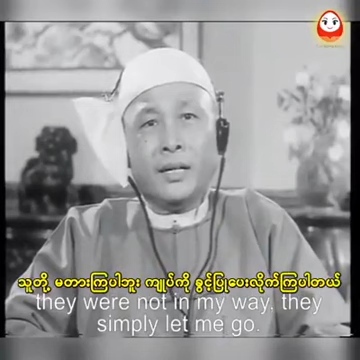 သူတို့ မတားကြပါဘူး ကျုပ်ကို ခွင့်ပြုပေးလိုက်ကြပါတယ်
they were not in my way, they
simply let me go.